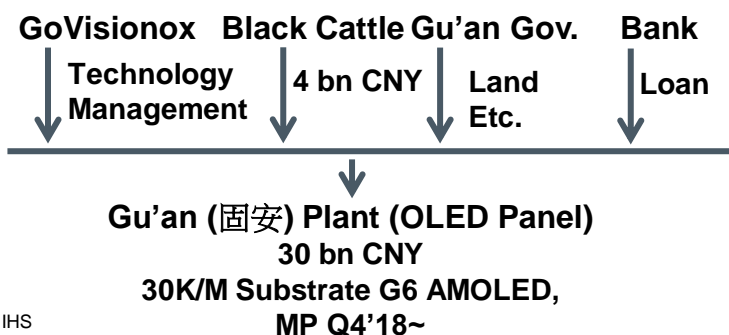 GoVisionox Black Cattle Gu’an Gov. Bank
Technology
Management
4 bn CNY
Land
Etc.
Loan
Gu’an (固安) Plant (OLED Panel)
30 bn CNY
30K/M Substrate G6 AMOLED,
MP Q4’18~
IHS